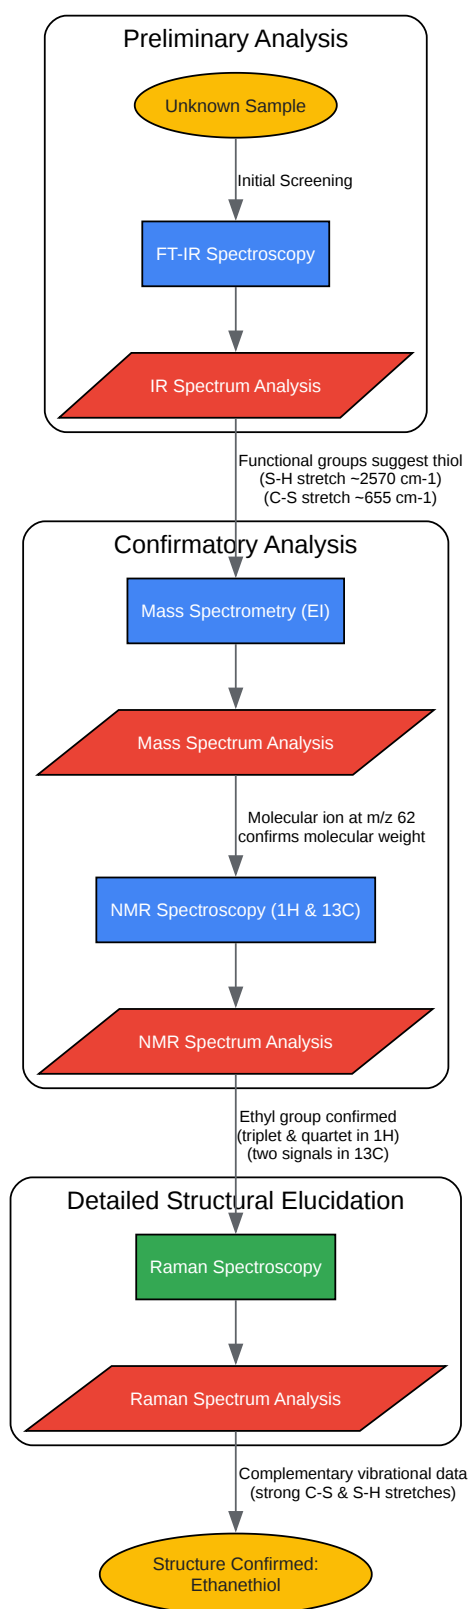 Preliminary Analysis
Unknown Sample
Initial Screening
FT-IR Spectroscopy
IR Spectrum Analysis
Functional groups suggest thiol
(S-H stretch ~2570 cm-1)
(C-S stretch ~655 cm-1)
Confirmatory Analysis
Mass Spectrometry (EI)
Mass Spectrum Analysis
Molecular ion at m/z 62
confirms molecular weight
NMR Spectroscopy (1H & 13C)
NMR Spectrum Analysis
Ethyl group confirmed
(triplet & quartet in 1H)
(two signals in 13C)
Detailed Structural Elucidation
Raman Spectroscopy
Raman Spectrum Analysis
Complementary vibrational data
(strong C-S & S-H stretches)
Structure Confirmed:
Ethanethiol